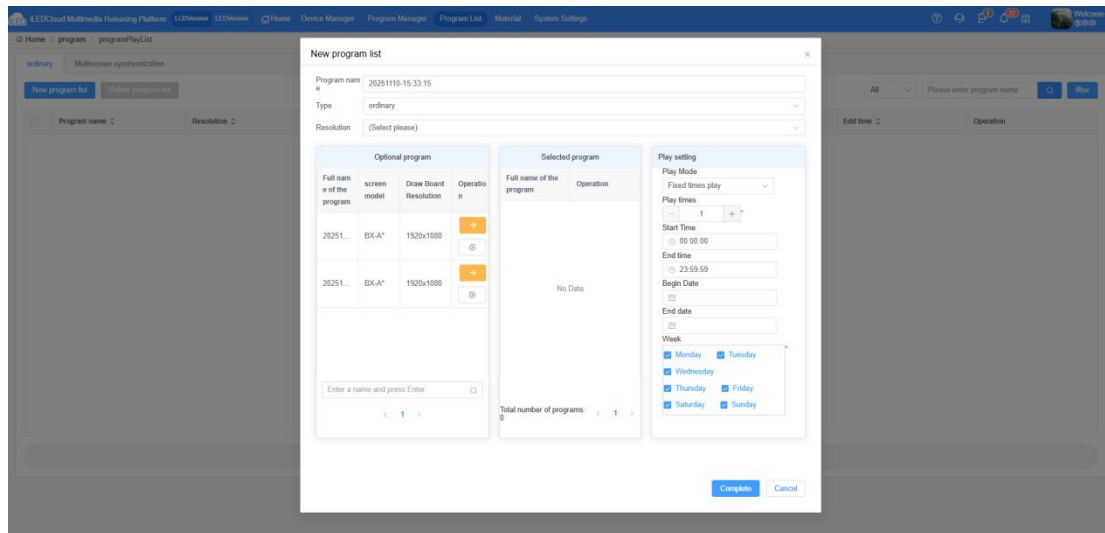 iLEDCloud Multimedia Releasing Platform LCDVersion LEDVersion Home Device Manager Program Manager Program List Material System Settings Welcome
Home / program / programPlayList
ordinary Multiscreen synchronization
New program list Delete program list All Please enter program name filter
Program name Resolution Edit time Operation
New program list
Program nam
e
20251110-15:33:15
Type ordinary
Resolution (Select please)
Optional program
Full nam
e of the
program
screen
model
Draw Board
Resolution
Operatio
n
20251... BX-A* 1920x1080
20251... BX-A* 1920x1080
Enter a name and press Enter
< 1 >
Selected program
Full name of the
program
Operation
No Data
Total number of programs:
0
< 1 >
Play setting
Play Mode
Fixed times play
Play times
- 1 + *
Start Time
00:00:00
End time
23:59:59
Begin Date
End date
Week
*
Monday Tuesday
Wednesday
Thursday Friday
Saturday Sunday
Complete Cancel